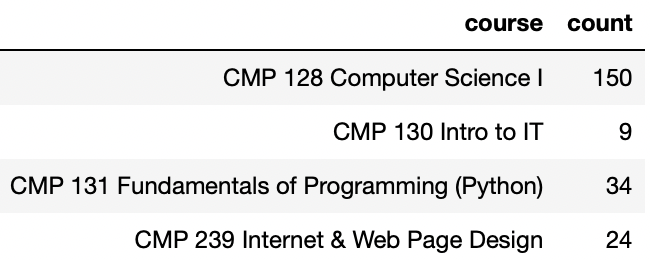 course count
CMP 128 Computer Science I 150
CMP 130 Intro to IT 9
CMP 131 Fundamentals of Programming (Python) 34
CMP 239 Internet & Web Page Design 24